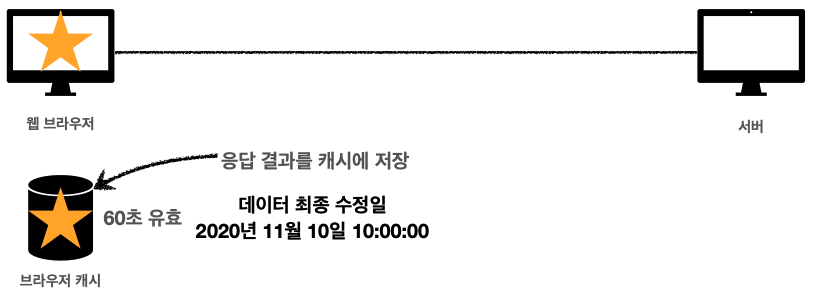 웹 브라우저
서버
응답 결과를 캐시에 저장
60초 유효
데이터 최종 수정일
2020년 11월 10일 10:00:00
브라우저 캐시